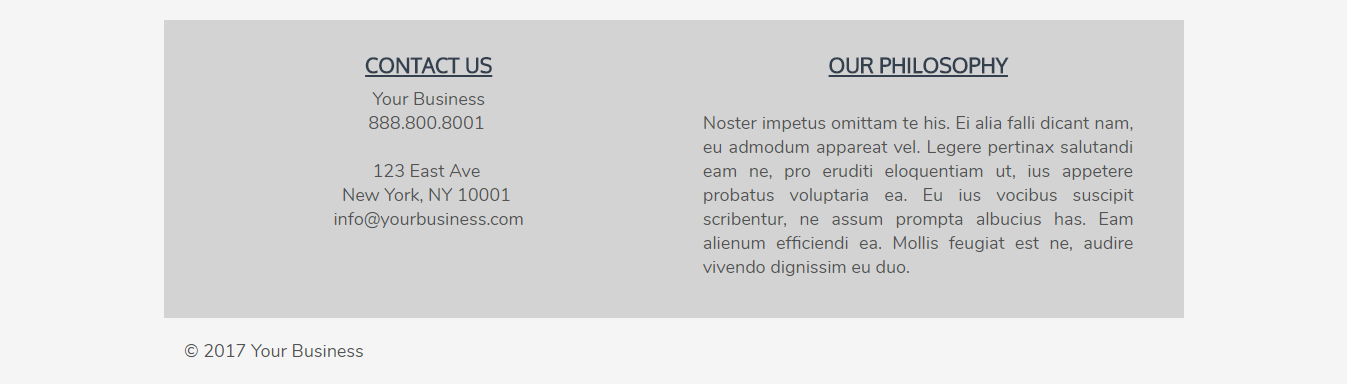 CONTACT US
Your Business
888.800.8001
123 East Ave
New York, NY 10001
info@yourbusiness.com
OUR PHILOSOPHY
Noster impetus omittam te his. Ei alia falli dicant nam,
eu admodum appareat vel. Legere pertinax salutandi
eam ne, pro eruditi eloquentiam ut, ius appetere
probatus voluptaria ea. Eu ius vocibus suscipit
scribentur, ne assum prompta albucius has. Eam
alienum efficiendi ea. Mollis feugiat est ne, audire
vivendo dignissim eu duo.
© 2017 Your Business